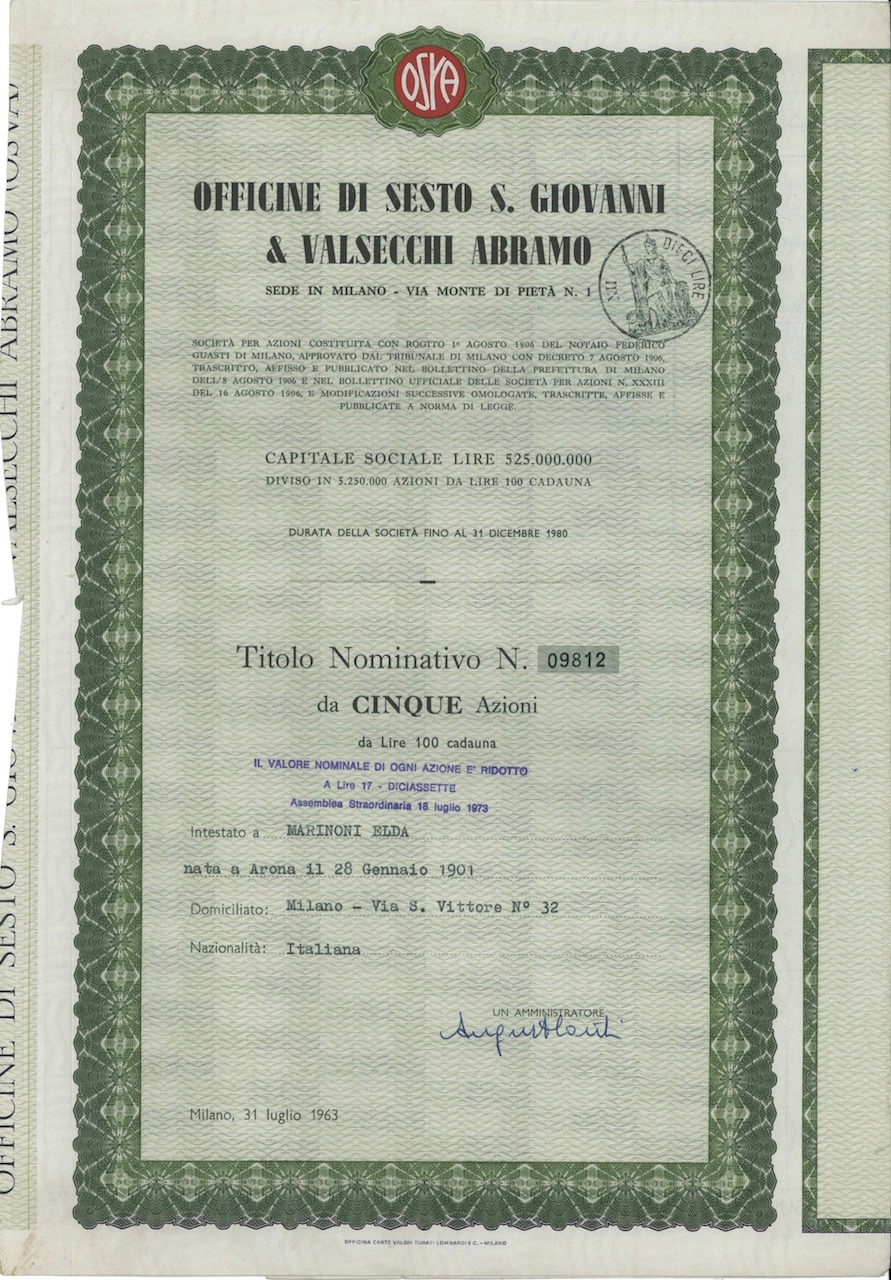 OSVA
OFFICINE DI SESTO S. GIOVANNI
& VALSECCHI ABRAMO
SEDE IN MILANO - VIA MONTE DI PIETÀ N. 1
DIECI LIRE
XII
SOCIETÀ PER AZIONI COSTITUITA CON ROGITO 1° AGOSTO 1906 DEL NOTAIO FEDERICO
GUASTI DI MILANO, APPROVATO DAL TRIBUNALE DI MILANO CON DECRETO 7 AGOSTO 1906,
TRASCRITTO, AFFISSO E PUBBLICATO NEL BOLLETTINO DELLA PREFETTURA DI MILANO
DELL'8 AGOSTO 1906 E NEL BOLLETTINO UFFICIALE DELLE SOCIETÀ PER AZIONI N. XXXIII
DEL 16 AGOSTO 1906, E MODIFICAZIONI SUCCESSIVE OMOLOGATE, TRASCRITTE, AFFISSE E
PUBBLICATE A NORMA DI LEGGE.
CAPITALE SOCIALE LIRE 525.000.000
DIVISO IN 5.250.000 AZIONI DA LIRE 100 CADAUNA
DURATA DELLA SOCIETÀ FINO AL 31 DICEMBRE 1980
Titolo Nominativo N. 09812
da CINQUE Azioni
da Lire 100 cadauna
IL VALORE NOMINALE DI OGNI AZIONE E' RIDOTTO
A Lire 17 - DICIASSETTE
Assemblea Straordinaria 18 luglio 1973
Intestato a MARINONI ELDA
nata a Arona il 28 Gennaio 1901
Domiciliato: Milano - Via S. Vittore N° 32
Nazionalità: Italiana
UN AMMINISTRATORE
Milano, 31 luglio 1963
OFFICINA CARTE VALORI TURATI LOMBARDI E C. - MILANO
OFFICINE DI SESTO S. GIOV VALSECCHI ABRAMO (OSVA)